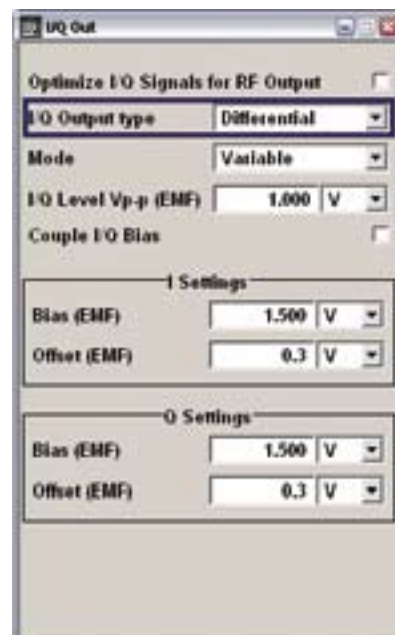 I/Q Out
Optimize I/Q Signals for RF Output
I/Q Output type Differential
Mode Variable
I/Q Level Vp-p (EMF) 1.000 V
Couple I/Q Bias
I Settings
Bias (EMF) 1.500 V
Offset (EMF) 0.3 V
Q Settings
Bias (EMF) 1.500 V
Offset (EMF) 0.3 V